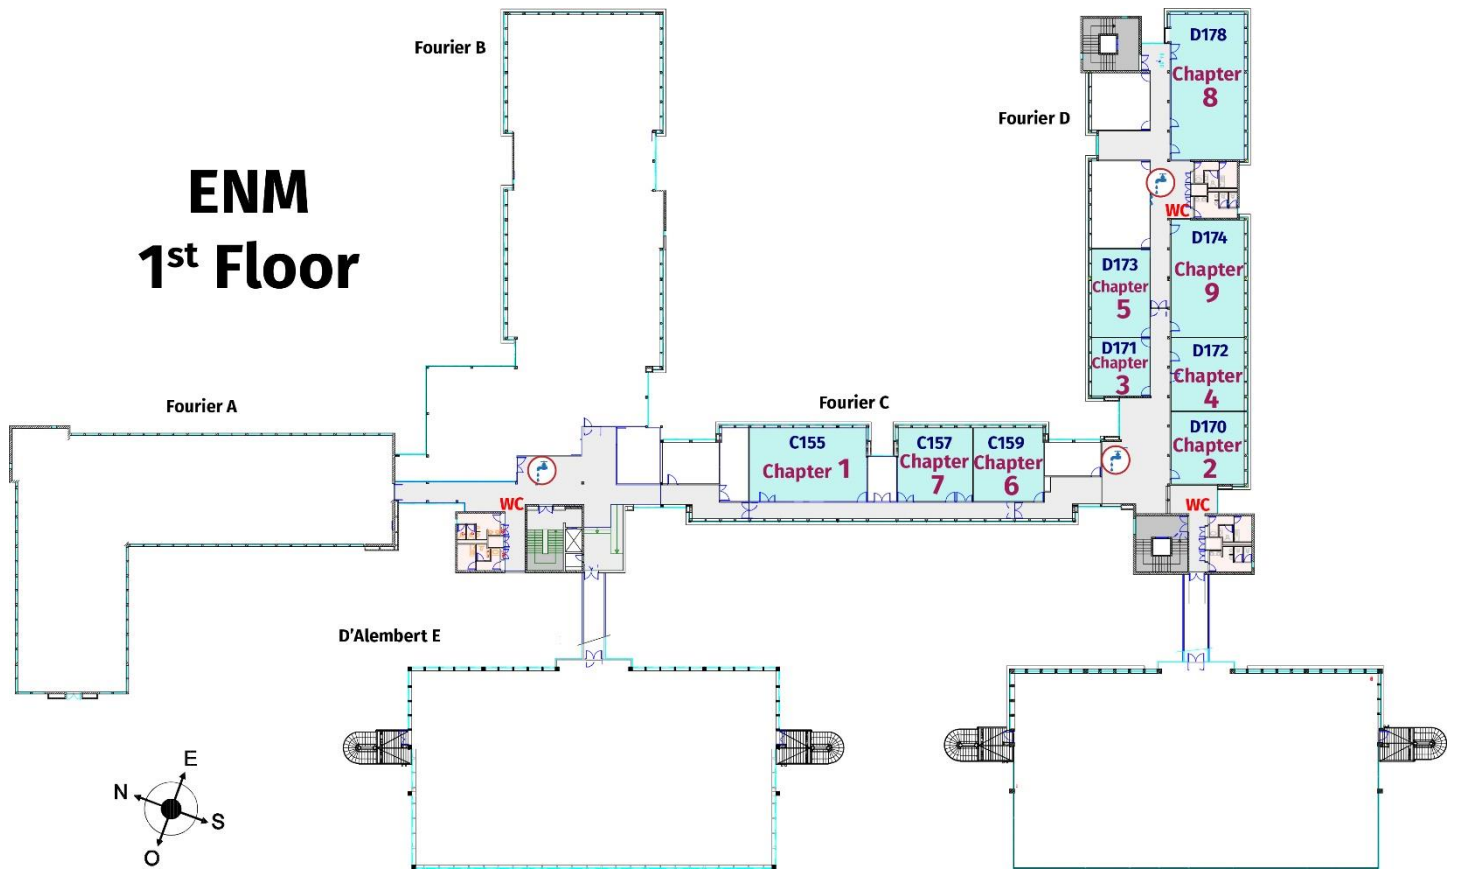 ENM
1st Floor
Fourier B
Fourier D
D178
Chapter
8
WC
D174
Chapter
9
D173
Chapter
5
D171
Chapter
3
D172
Chapter
4
D170
Chapter
2
Fourier A
Fourier C
C155
Chapter 1
C157
Chapter
7
C159
Chapter
6
WC
WC
D'Alembert E
E
N
S
O